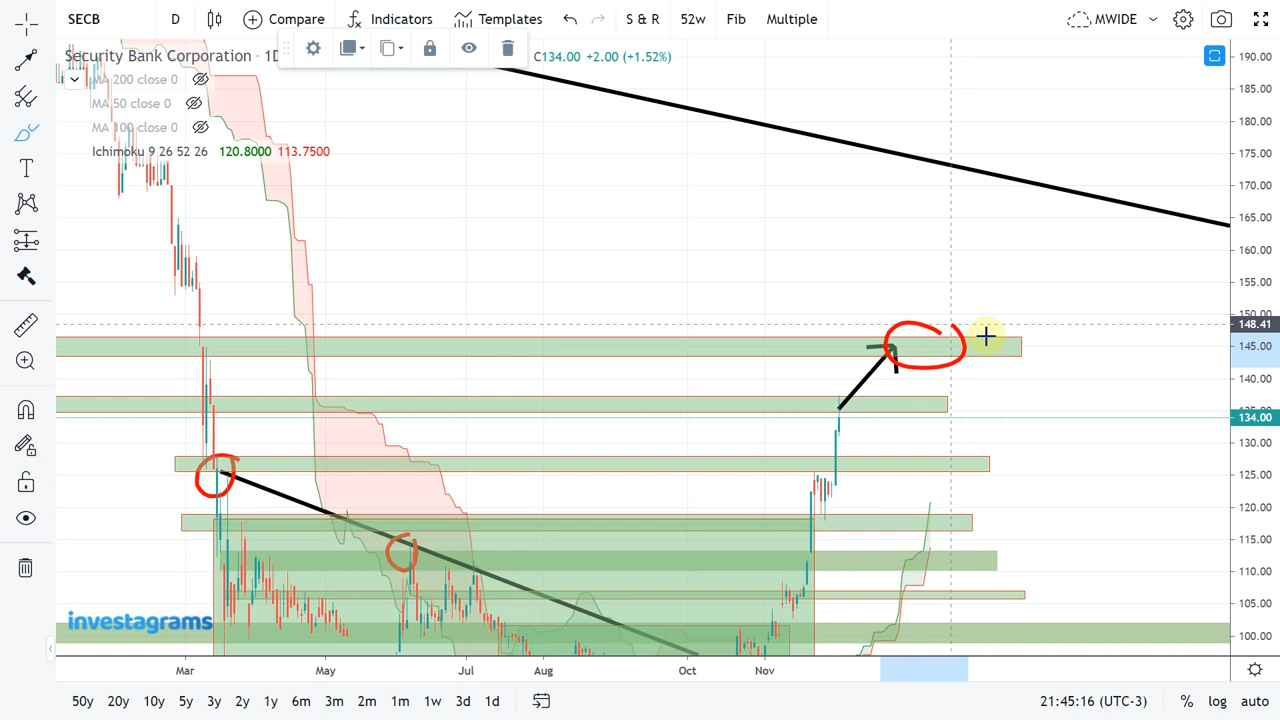 SECB D Compare Indicators Templates S & R 52w Fib Multiple MWIDE
Security Bank Corporation · 1D C134.00 +2.00 (+1.52%)
MA 200 close 0
MA 50 close 0
MA 100 close 0
Ichimoku 9 26 52 26 120.8000 113.7500
190.00
185.00
180.00
175.00
170.00
165.00
160.00
155.00
150.00
148.41
145.00
140.00
134.00
130.00
125.00
120.00
115.00
110.00
105.00
100.00
investagrams
Mar May Jul Aug Oct Nov
50y 20y 10y 5y 3y 2y 1y 6m 3m 2m 1m 1w 3d 1d 21:45:16 (UTC-3) % log auto